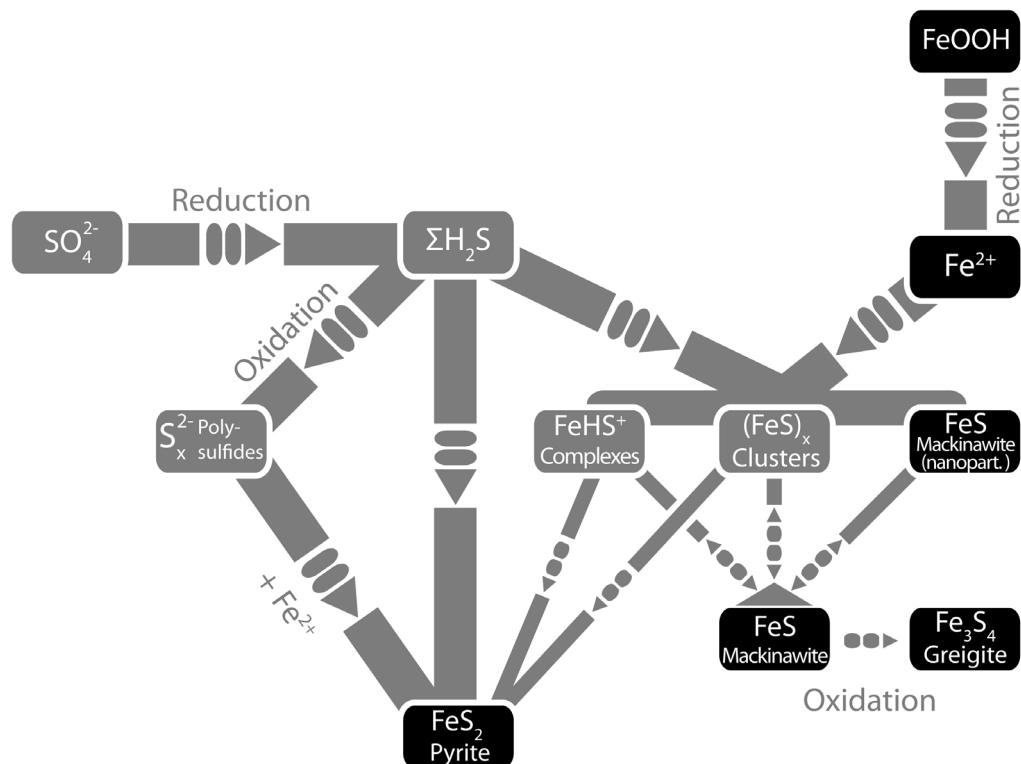 FeOOH
Reduction
Reduction
SO₄²⁻
ΣH₂S
Fe²⁺
Oxidation
Sₓ²⁻ Poly-
sulfides
FeHS⁺
Complexes
(FeS)ₓ
Clusters
FeS
Mackinawite
(nanopart.)
+ Fe²⁺
FeS
Mackinawite
Fe₃S₄
Greigite
Oxidation
FeS₂
Pyrite